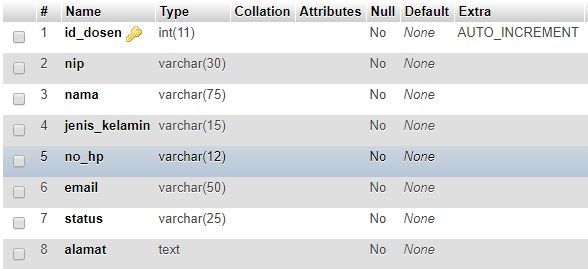 # Name Type Collation Attributes Null Default Extra
1 id_dosen int(11) No None AUTO_INCREMENT
2 nip varchar(30) No None
3 nama varchar(75) No None
4 jenis_kelamin varchar(15) No None
5 no_hp varchar(12) No None
6 email varchar(50) No None
7 status varchar(25) No None
8 alamat text No None